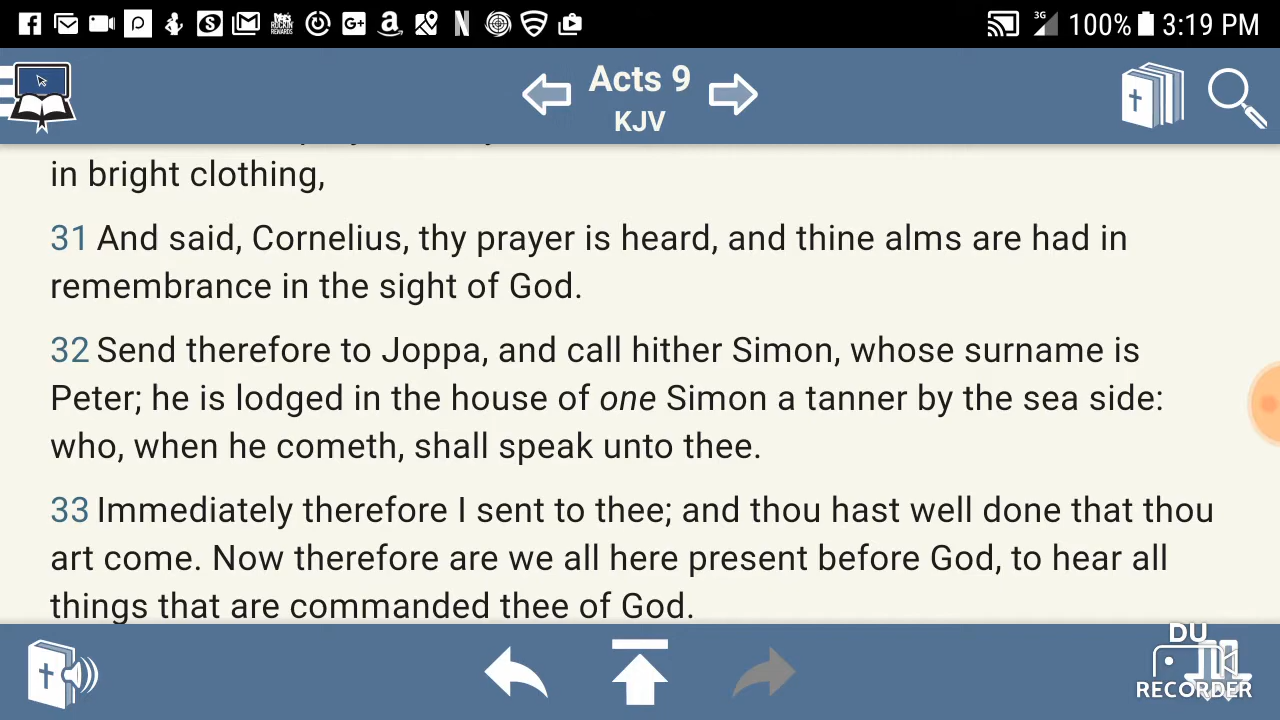 3G 100% 3:19 PM
Acts 9
KJV
in bright clothing,
31 And said, Cornelius, thy prayer is heard, and thine alms are had in
remembrance in the sight of God.
32 Send therefore to Joppa, and call hither Simon, whose surname is
Peter; he is lodged in the house of one Simon a tanner by the sea side:
who, when he cometh, shall speak unto thee.
33 Immediately therefore I sent to thee; and thou hast well done that thou
art come. Now therefore are we all here present before God, to hear all
things that are commanded thee of God.
DU
RECORDER